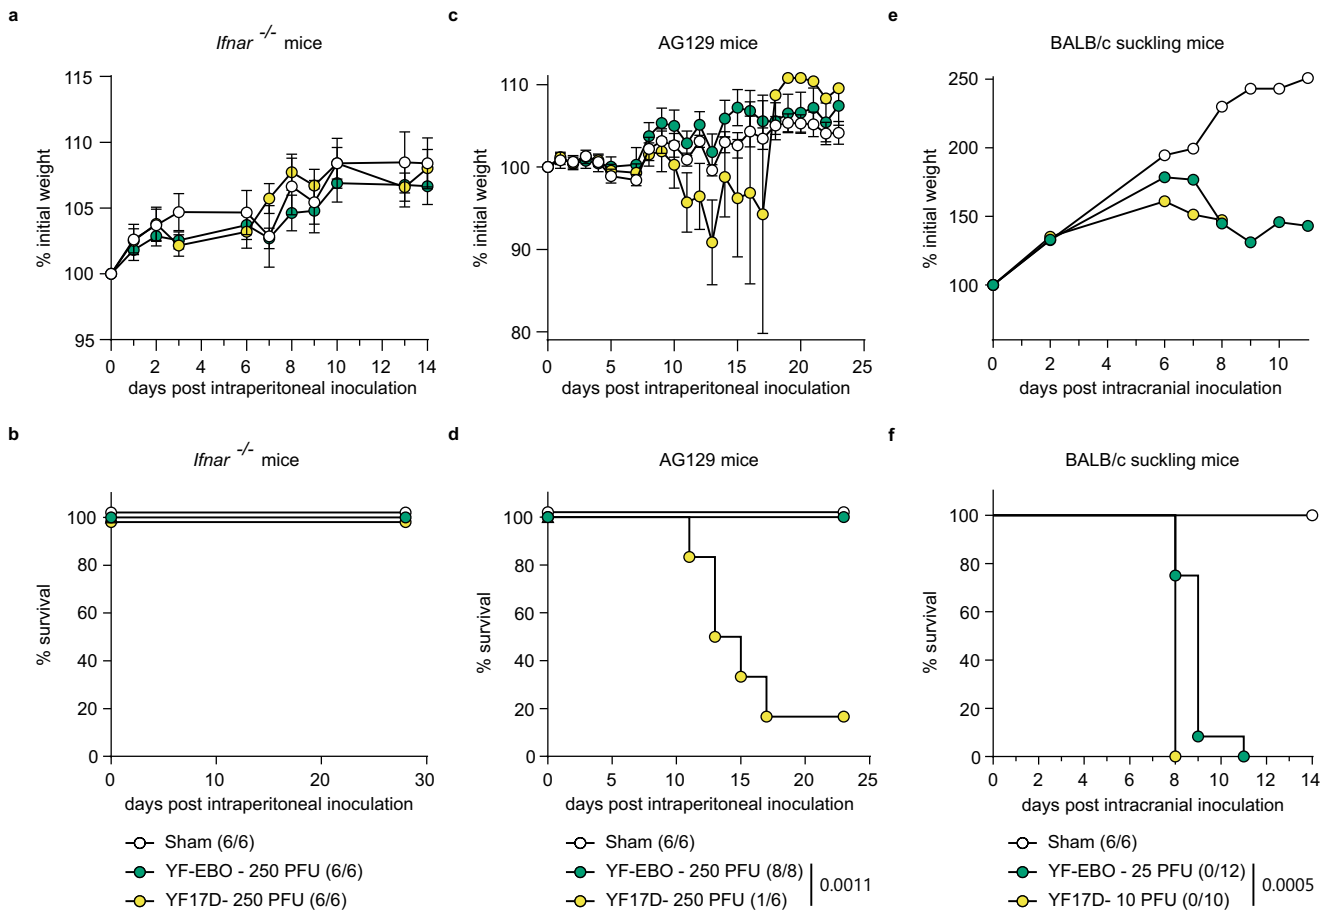 a
Ifnar -/- mice
% initial weight
115
110
105
100
95
0 2 4 6 8 10 12 14
days post intraperitoneal inoculation
c
AG129 mice
% initial weight
110
100
90
80
0 5 10 15 20 25
days post intraperitoneal inoculation
e
BALB/c suckling mice
% initial weight
250
200
150
100
0 2 4 6 8 10
days post intracranial inoculation
b
Ifnar -/- mice
% survival
100
80
60
40
20
0
0 10 20 30
days post intraperitoneal inoculation
Sham (6/6)
YF-EBO - 250 PFU (6/6)
YF17D- 250 PFU (6/6)
d
AG129 mice
% survival
100
80
60
40
20
0
0 5 10 15 20 25
days post intraperitoneal inoculation
Sham (6/6)
YF-EBO - 250 PFU (8/8)
YF17D- 250 PFU (1/6)
0.0011
f
BALB/c suckling mice
% survival
100
80
60
40
20
0
0 2 4 6 8 10 12 14
days post intracranial inoculation
Sham (6/6)
YF-EBO - 25 PFU (0/12)
YF17D- 10 PFU (0/10)
0.0005